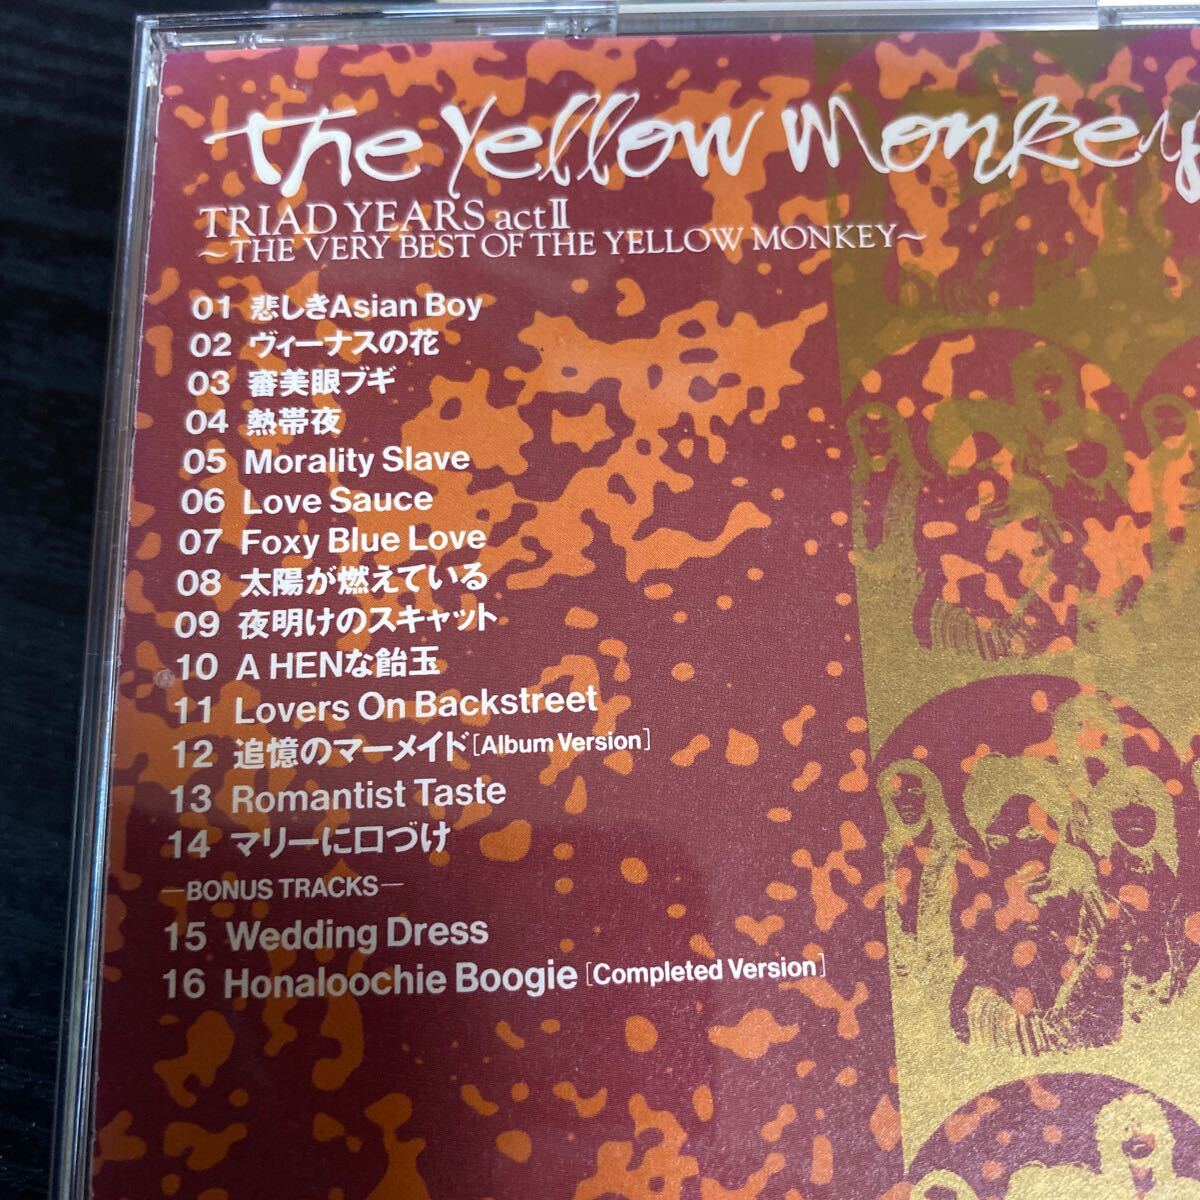 The Yellow Monkey
TRIAD YEARS actⅡ
～THE VERY BEST OF THE YELLOW MONKEY～
01 悲しきAsian Boy
02 ヴィーナスの花
03 審美眼ブギ
04 熱帯夜
05 Morality Slave
06 Love Sauce
07 Foxy Blue Love
08 太陽が燃えている
09 夜明けのスキャット
10 A HENな飴玉
11 Lovers On Backstreet
12 追憶のマーメイド [Album Version]
13 Romantist Taste
14 マリーに口づけ
—BONUS TRACKS—
15 Wedding Dress
16 Honaloochie Boogie [Completed Version]